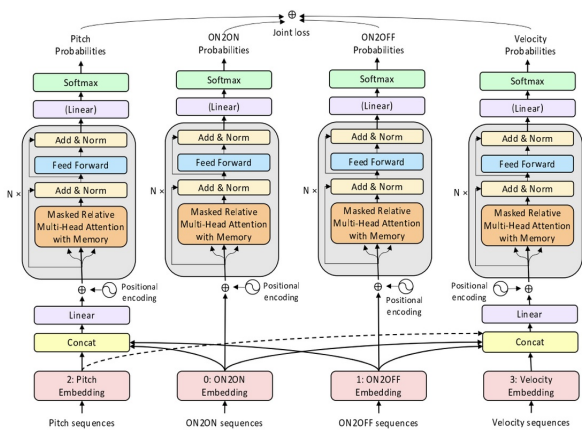 ⊕
Joint loss
Pitch
Probabilities
ON2ON
Probabilities
ON2OFF
Probabilities
Velocity
Probabilities
Softmax
Softmax
Softmax
Softmax
(Linear)
(Linear)
(Linear)
(Linear)
Add & Norm
Add & Norm
Add & Norm
Add & Norm
Feed Forward
Feed Forward
Feed Forward
Feed Forward
N ×
Add & Norm
N ×
Add & Norm
N ×
Add & Norm
N ×
Add & Norm
Masked Relative
Multi-Head Attention
with Memory
Masked Relative
Multi-Head Attention
with Memory
Masked Relative
Multi-Head Attention
with Memory
Masked Relative
Multi-Head Attention
with Memory
⊕
Positional
encoding
⊕
Positional
encoding
Positional
encoding
⊕
Positional
encoding
⊕
Linear
Linear
Concat
Concat
2: Pitch
Embedding
0: ON2ON
Embedding
1: ON2OFF
Embedding
3: Velocity
Embedding
Pitch sequences
ON2ON sequences
ON2OFF sequences
Velocity sequences